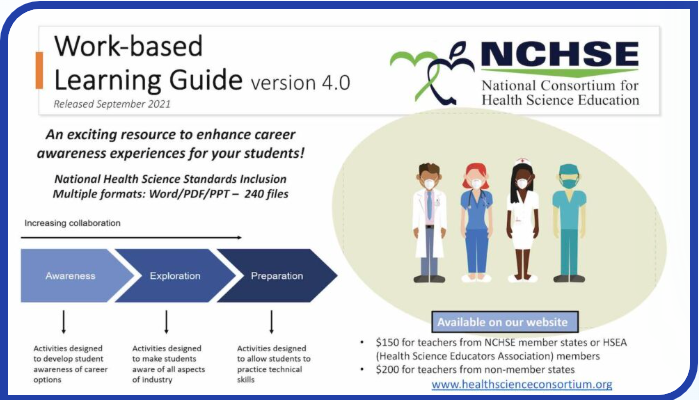 Work-based
Learning Guide version 4.0
Released September 2021
NCHSE
National Consortium for
Health Science Education
An exciting resource to enhance career
awareness experiences for your students!
National Health Science Standards Inclusion
Multiple formats: Word/PDF/PPT – 240 files
Increasing collaboration
Awareness
Exploration
Preparation
Activities designed
to develop student
awareness of career
options
Activities designed
to make students
aware of all aspects
of industry
Activities designed
to allow students to
practice technical
skills
Available on our website
• $150 for teachers from NCHSE member states or HSEA
(Health Science Educators Association) members
• $200 for teachers from non-member states
www.healthscienceconsortium.org